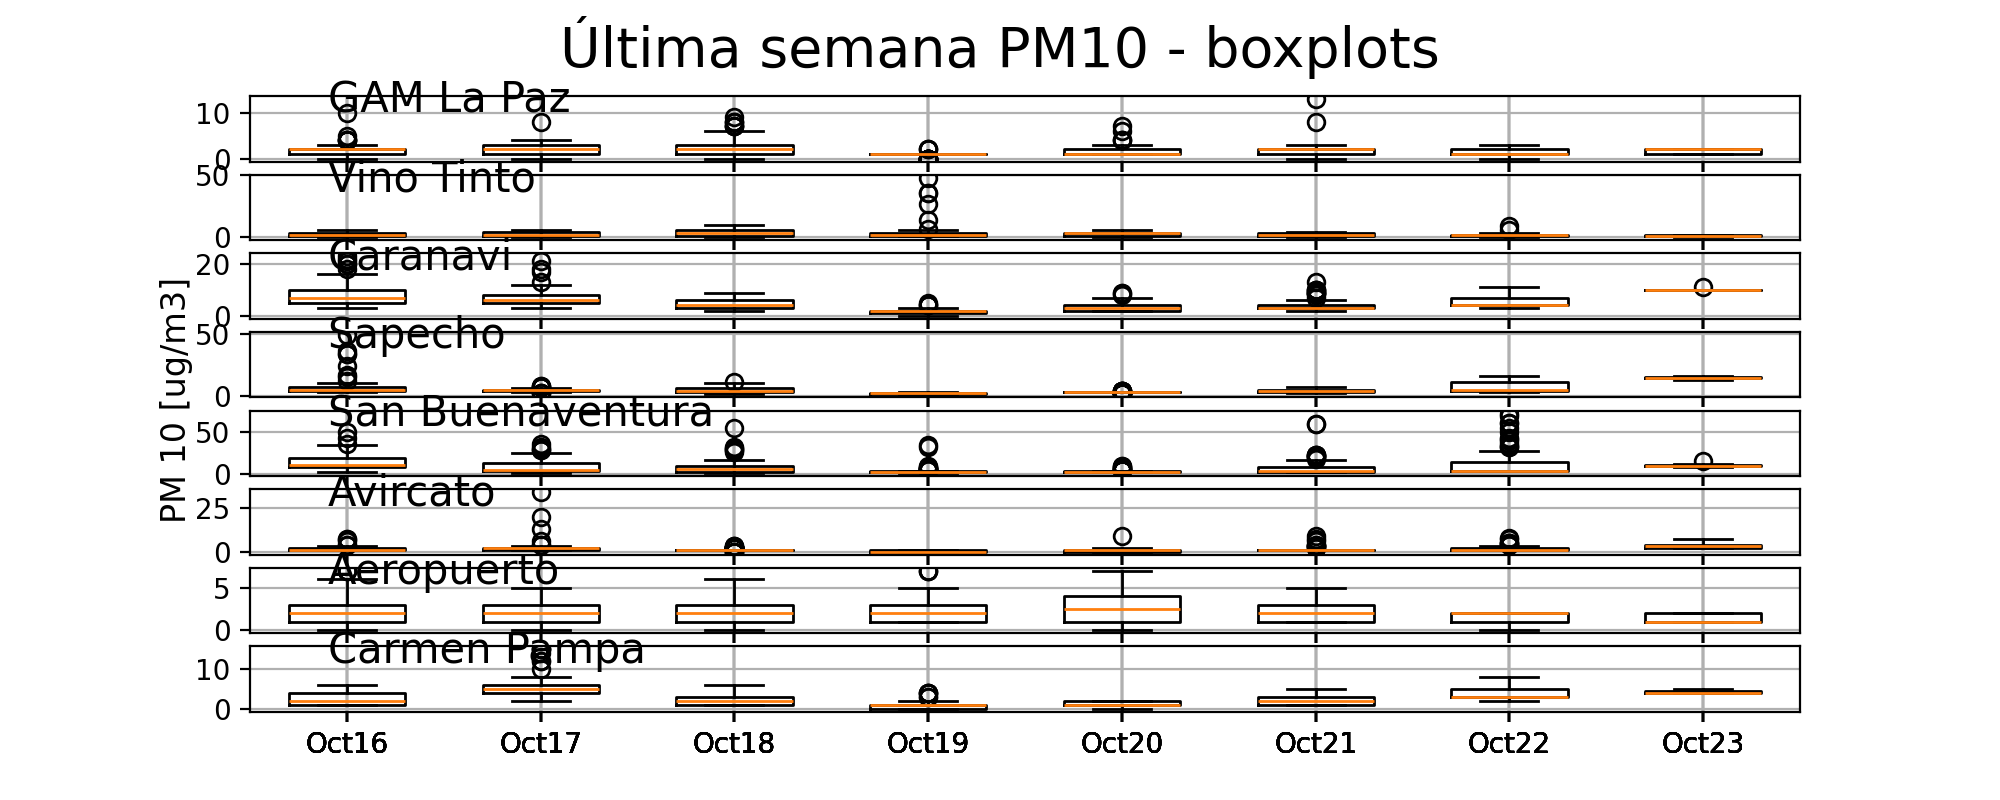 Última semana PM10 - boxplots
GAM La Paz
10
0
Vino Tinto
50
0
Caranavi
20
0
Sapecho
50
0
San Buenaventura
50
0
Avircato
25
0
Aeropuerto
5
0
Carmen Pampa
10
0
PM 10 [ug/m3]
Oct16 Oct17 Oct18 Oct19 Oct20 Oct21 Oct22 Oct23